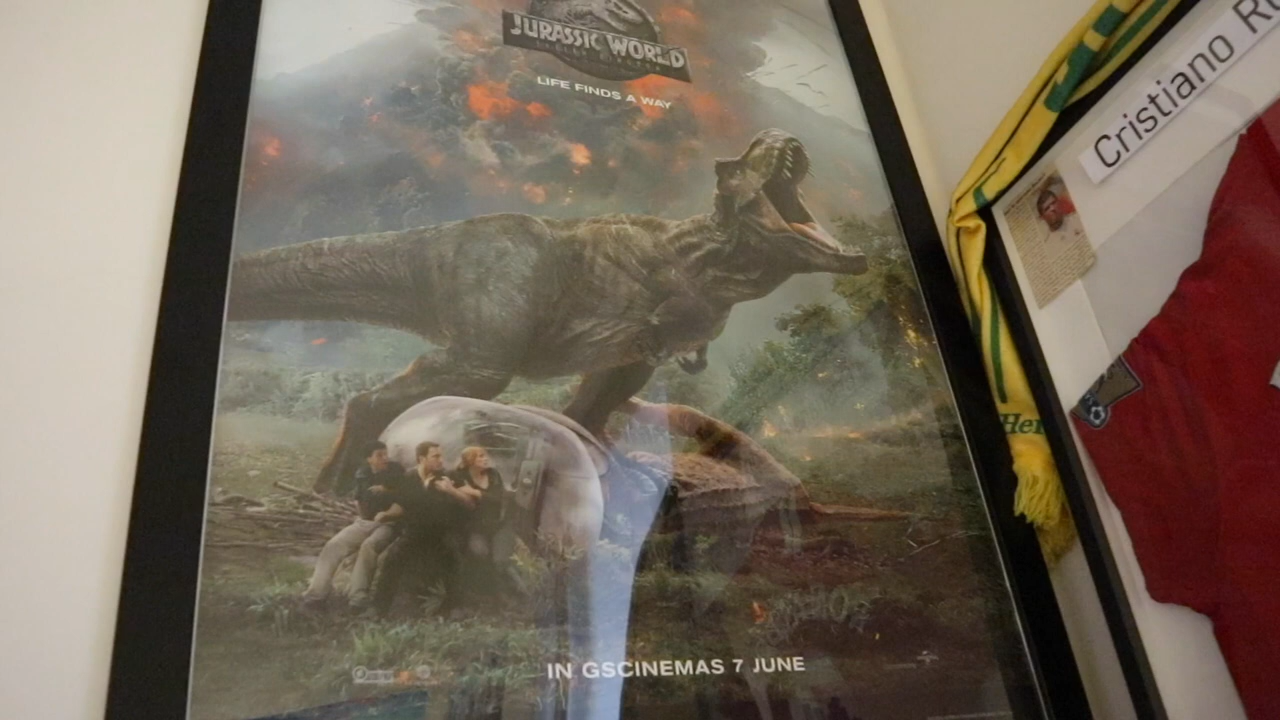 JURASSIC WORLD
LIFE FINDS A WAY
Cristiano
Her
IN GSCINEMAS 7 JUNE